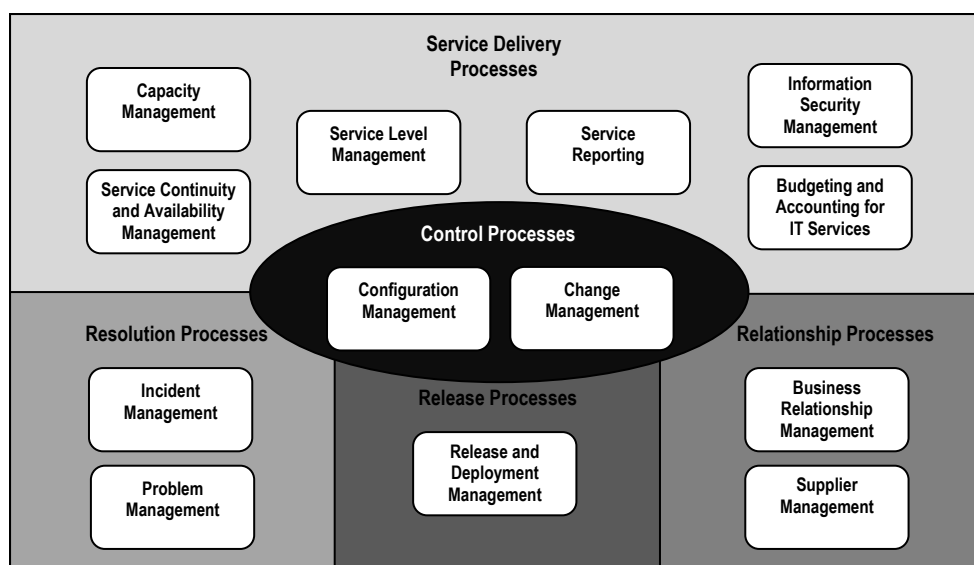 Service Delivery
Processes
Capacity
Management
Service Level
Management
Service
Reporting
Information
Security
Management
Service Continuity
and Availability
Management
Budgeting and
Accounting for
IT Services
Control Processes
Configuration
Management
Change
Management
Resolution Processes
Incident
Management
Problem
Management
Release Processes
Release and
Deployment
Management
Relationship Processes
Business
Relationship
Management
Supplier
Management